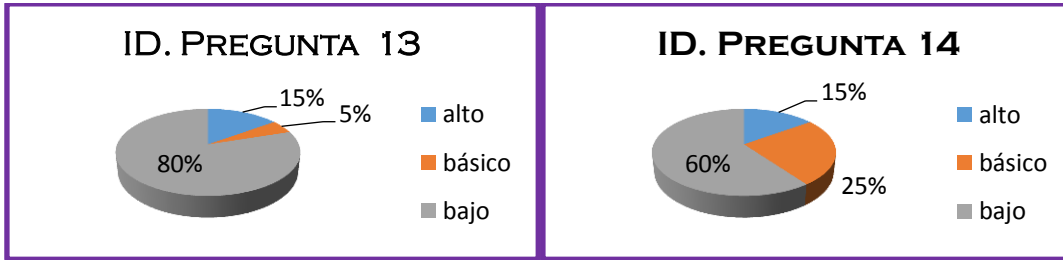 ID. PREGUNTA 13
15%
5%
80%
alto
básico
bajo
ID. PREGUNTA 14
15%
60%
25%
alto
básico
bajo